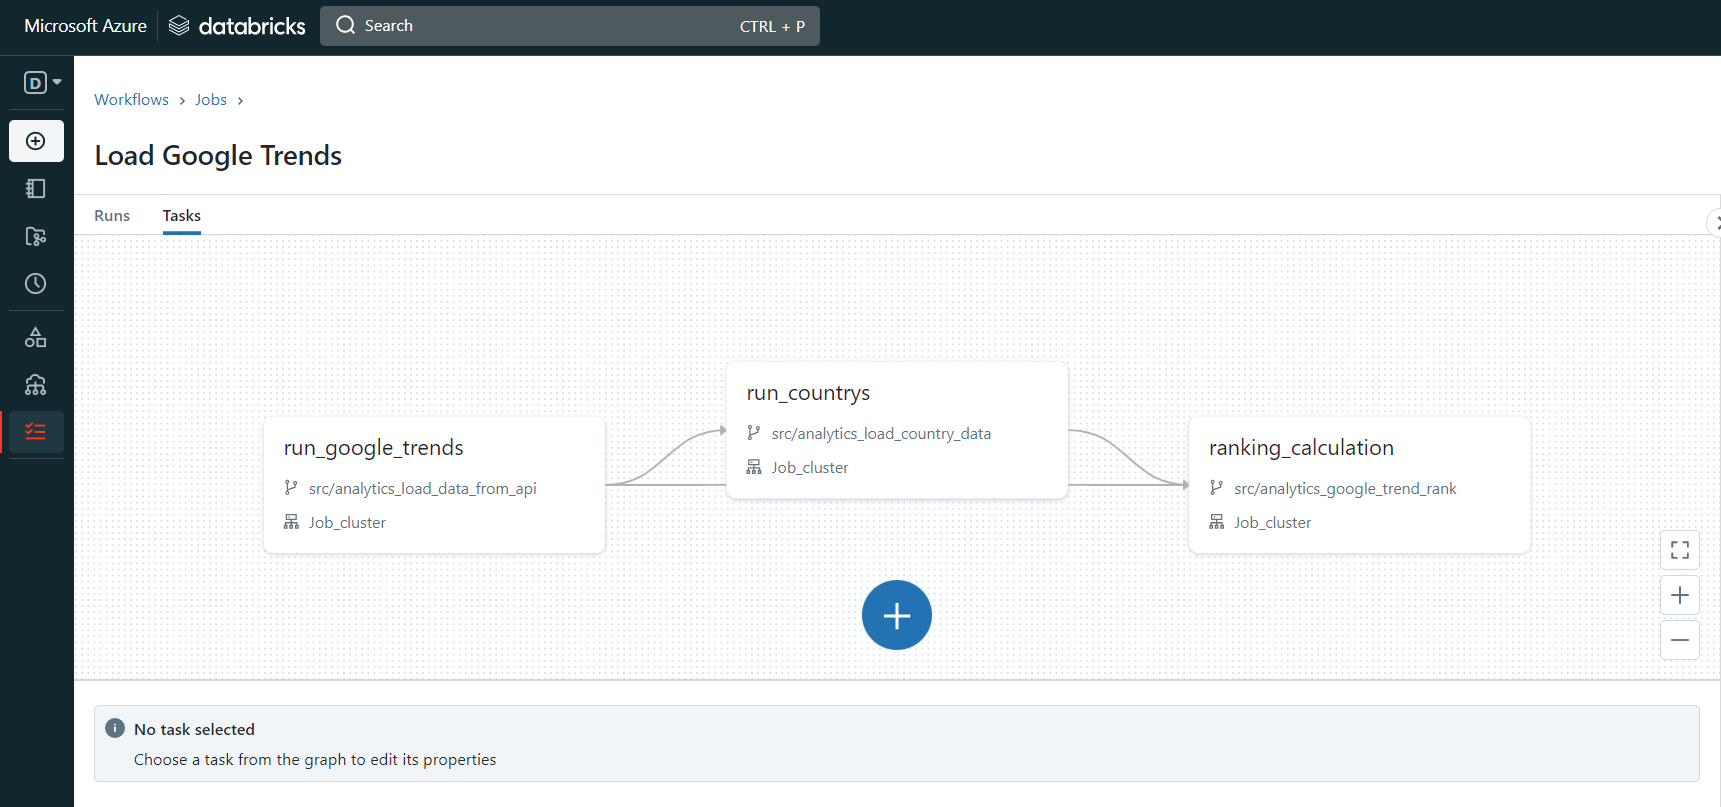 Microsoft Azure databricks Search CTRL + P
D
Workflows › Jobs ›
Load Google Trends
Runs Tasks
run_google_trends
src/analytics_load_data_from_api
Job_cluster
run_countrys
src/analytics_load_country_data
Job_cluster
ranking_calculation
src/analytics_google_trend_rank
Job_cluster
No task selected
Choose a task from the graph to edit its properties